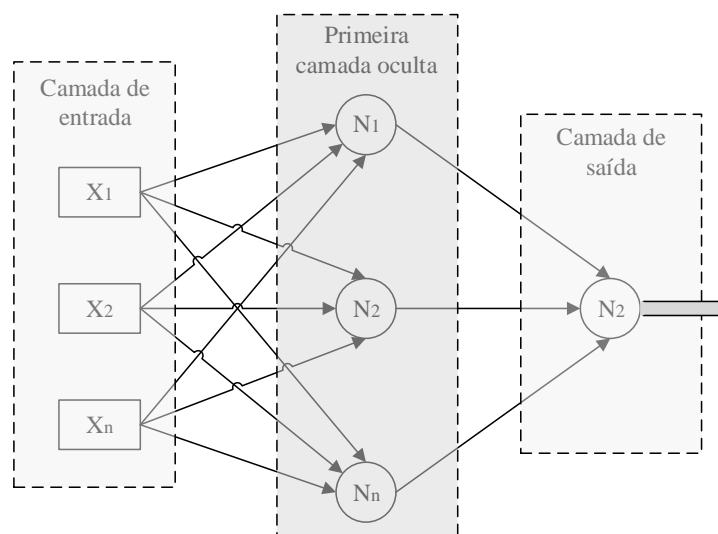 Camada de
entrada
X1
X2
Xn
Primeira
camada oculta
N1
N2
Nn
Camada de
saída
N2